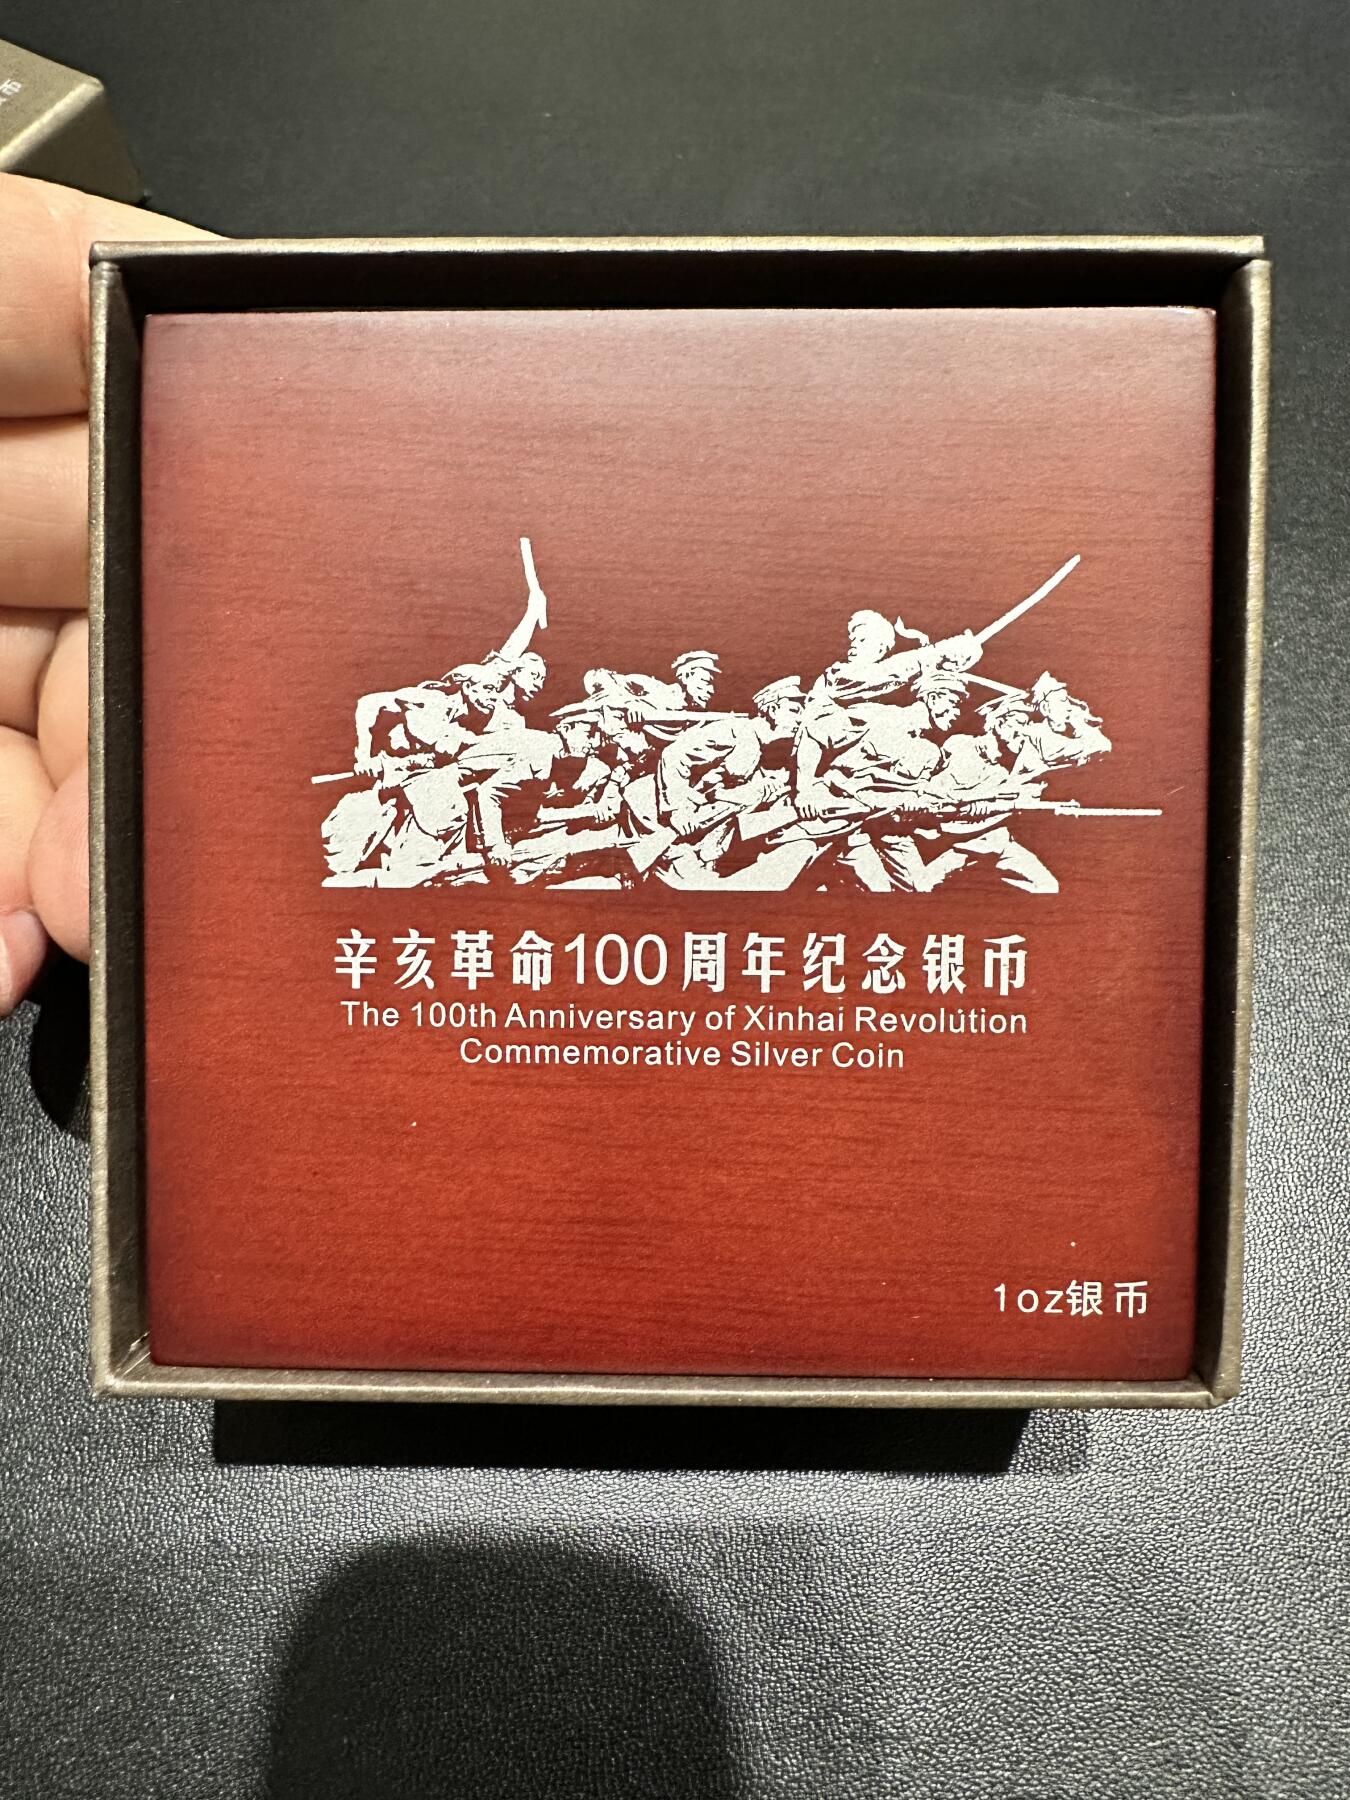 币
辛亥革命100周年纪念银币
The 100th Anniversary of Xinhai Revolution
Commemorative Silver Coin
1oz银币